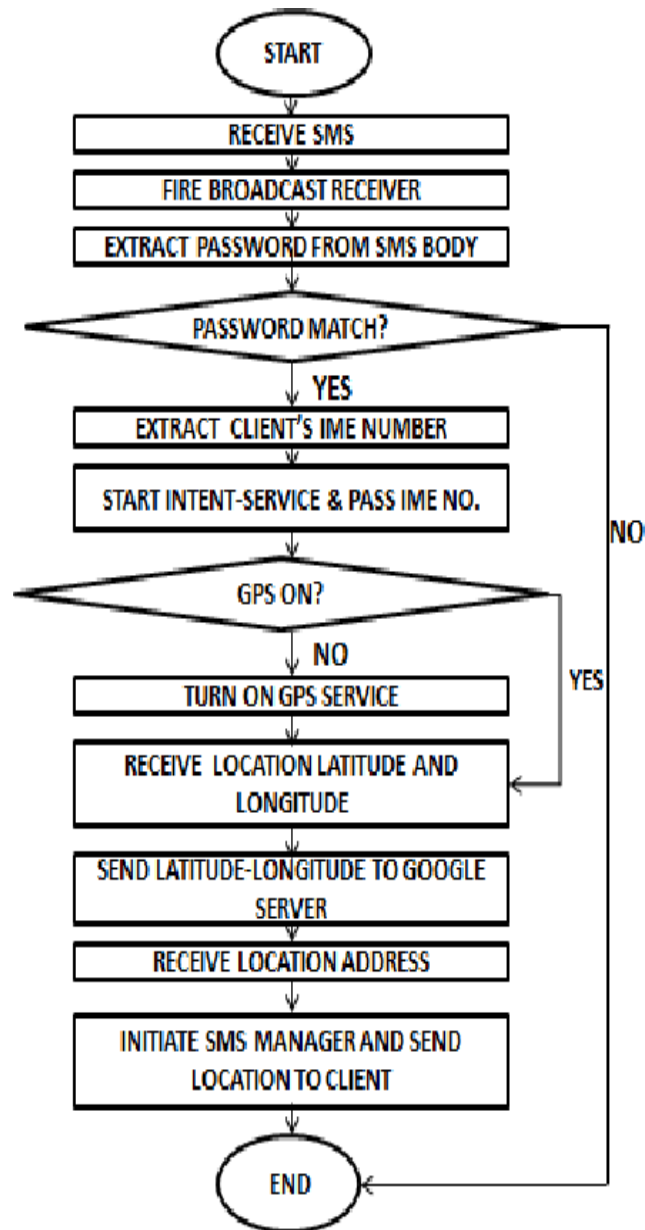 START
RECEIVE SMS
FIRE BROADCAST RECEIVER
EXTRACT PASSWORD FROM SMS BODY
PASSWORD MATCH?
YES
EXTRACT CLIENT'S IME NUMBER
START INTENT-SERVICE & PASS IME NO.
NO
GPS ON?
NO
YES
TURN ON GPS SERVICE
RECEIVE LOCATION LATITUDE AND
LONGITUDE
SEND LATITUDE-LONGITUDE TO GOOGLE
SERVER
RECEIVE LOCATION ADDRESS
INITIATE SMS MANAGER AND SEND
LOCATION TO CLIENT
END